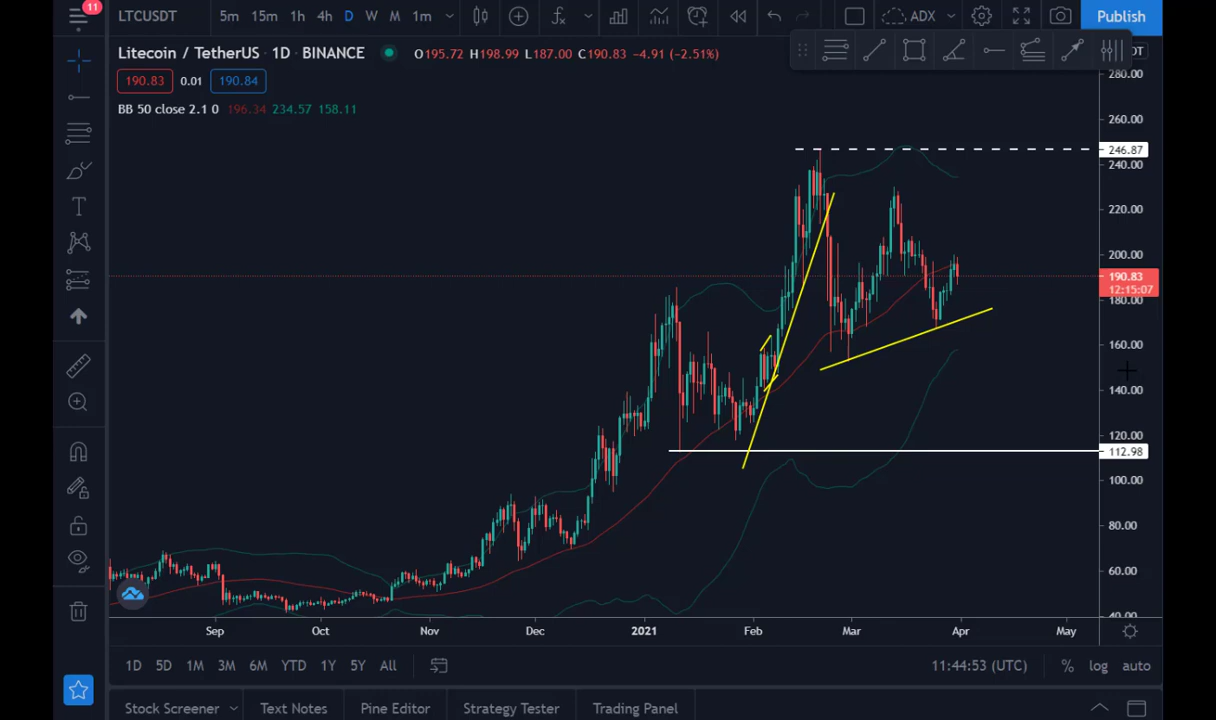 11
LTCUSDT 5m 15m 1h 4h D W M 1m ADX Publish
Litecoin / TetherUS · 1D · BINANCE O195.72 H198.99 L187.00 C190.83 −4.91 (−2.51%)
190.83 0.01 190.84
BB 50 close 2.1 0 196.34 234.57 158.11
280.00
260.00
246.87
240.00
220.00
200.00
190.83
12:15:07
180.00
160.00
140.00
120.00
112.98
100.00
80.00
60.00
40.00
Sep Oct Nov Dec 2021 Feb Mar Apr May
1D 5D 1M 3M 6M YTD 1Y 5Y All 11:44:53 (UTC) % log auto
Stock Screener Text Notes Pine Editor Strategy Tester Trading Panel